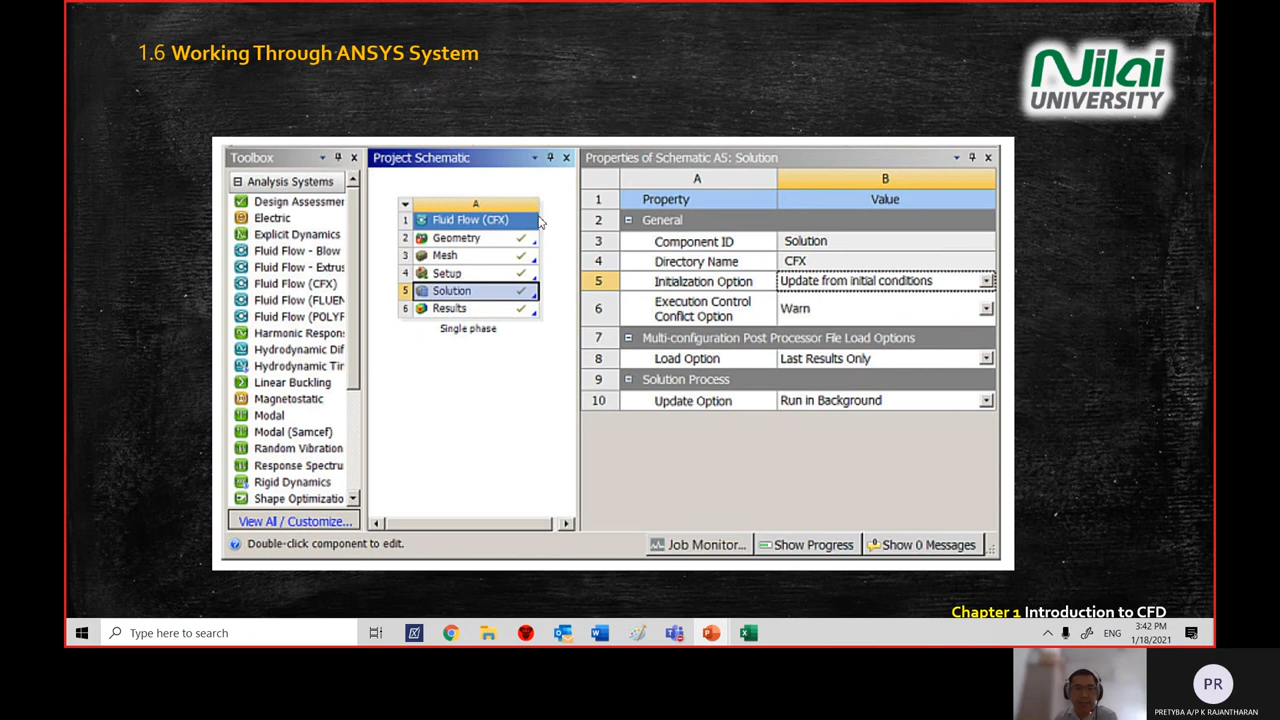 1.6 Working Through ANSYS System
Nilai
UNIVERSITY
Toolbox
Analysis Systems
Design Assessmer
Electric
Explicit Dynamics
Fluid Flow - Blow
Fluid Flow - Extrus
Fluid Flow (CFX)
Fluid Flow (FLUEN
Fluid Flow (POLYF
Harmonic Respon
Hydrodynamic Dif
Hydrodynamic Tin
Linear Buckling
Magnetostatic
Modal
Modal (Samcef)
Random Vibration
Response Spectru
Rigid Dynamics
Shape Optimizatio
View All / Customize...
Project Schematic
A
1 Fluid Flow (CFX)
2 Geometry
3 Mesh
4 Setup
5 Solution
6 Results
Single phase
Properties of Schematic A5: Solution
A B
1 Property Value
2 General
3 Component ID Solution
4 Directory Name CFX
5 Initialization Option Update from initial conditions
6 Execution Control Conflict Option Warn
7 Multi-configuration Post Processor File Load Options
8 Load Option Last Results Only
9 Solution Process
10 Update Option Run in Background
Double-click component to edit.
Job Monitor... Show Progress Show 0 Messages
Chapter 1 Introduction to CFD
Type here to search
ENG
3:42 PM
1/18/2021
PR
PRETYBA A/P K RAJANTHARAN